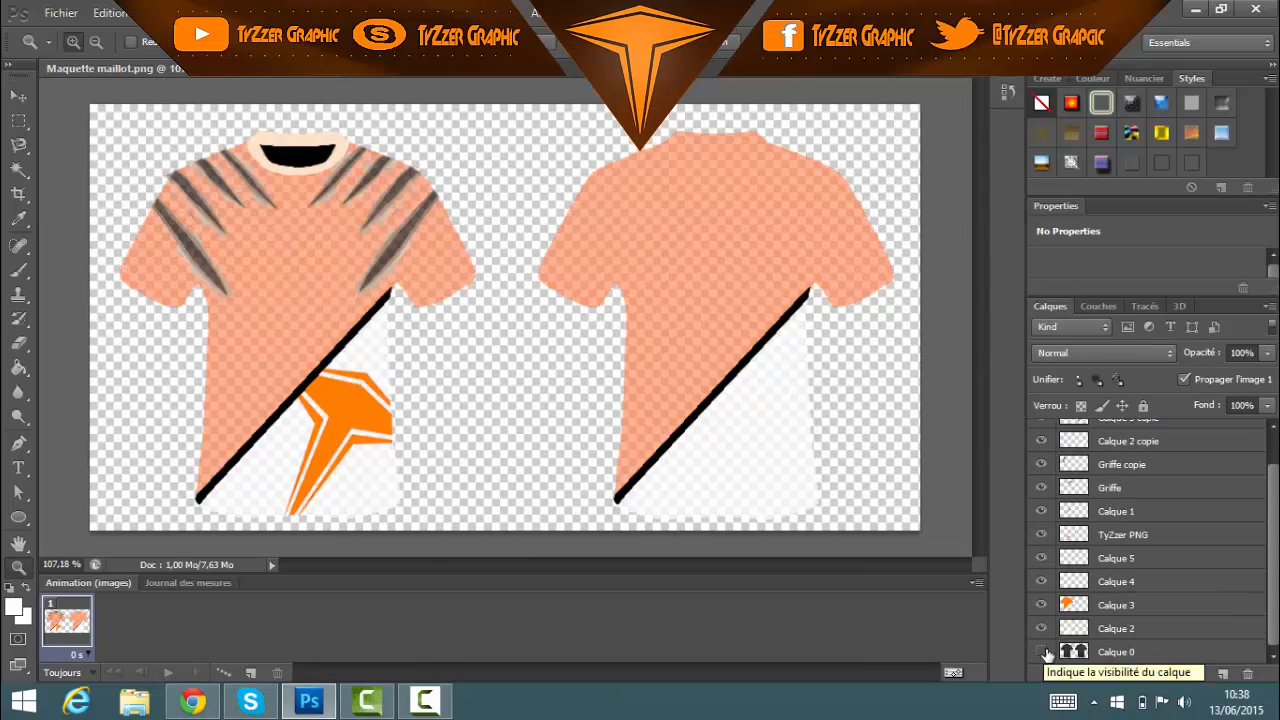 Ps
Fichier
Edition
TyZzer Graphic
TyZzer Graphic
TyZzer Graphic
@TyZzer Grapgic
Essentials
Maquette maillot.png @ 10
Create
Couleur
Nuancier
Styles
Properties
No Properties
Calques
Couches
Tracés
3D
Kind
Normal
Opacité :
100%
Unifier:
Propager l'image 1
Verrou :
Fond :
100%
Calque 2 copie
Griffe copie
Griffe
Calque 1
TyZzer PNG
Calque 5
Calque 4
Calque 3
Calque 2
Calque 0
Indique la visibilité du calque
107,18 %
Doc : 1,00 Mo/7,63 Mo
Animation (images)
Journal des mesures
1
0 s
Toujours
Ps
10:38
13/06/2015